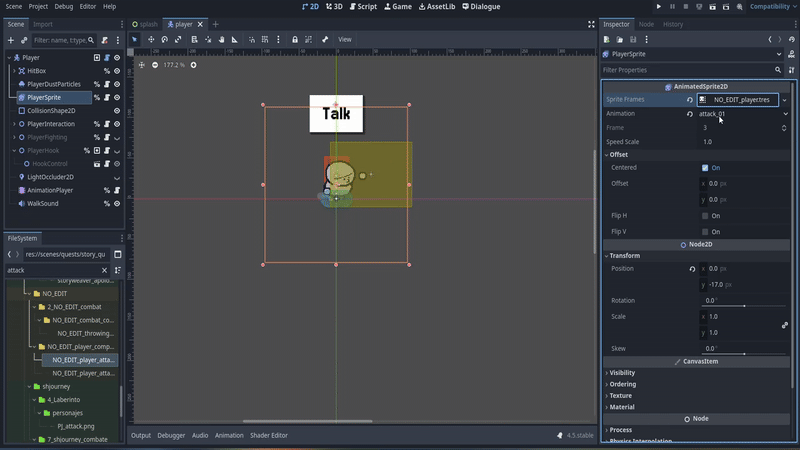 Scene Project Debug Editor Help
2D 3D Script Game AssetLib Dialogue
Compatibility
Scene Import
splash player
Inspector Node History
Filter: name, t
Player
HitBox
PlayerDustParticles
PlayerSprite
CollisionShape2D
PlayerInteraction
PlayerFighting
PlayerHook
HookControl
LightOccluder2D
AnimationPlayer
WalkSound
FileSystem
res://scenes/quests/story_qu
attack
NO_EDIT
2_NO_EDIT_combat
NO_EDIT_combat_co...
NO_EDIT_throwing...
NO_EDIT_player_comp...
NO_EDIT_player_atta...
NO_EDIT_player_atta...
shjourney
4_Laberinto
personajes
PJ_attack.png
7_shjourney_combate
View
177.2 %
Talk
Output Debugger Audio Animation Shader Editor
4.5.stable
PlayerSprite
Filter Properties
AnimatedSprite2D
Sprite Frames NO_EDIT_player.tres
Animation attack_01
Frame 3
Speed Scale 1.0
Offset
Centered On
Offset x 0.0 px
y 0.0 px
Flip H On
Flip V On
Node2D
Transform
Position x 0.0 px
y -17.0 px
Rotation 0.0 °
Scale x 1.0
y 1.0
Skew 0.0 °
CanvasItem
Visibility
Ordering
Texture
Material
Node
Process
Physics Interpolation